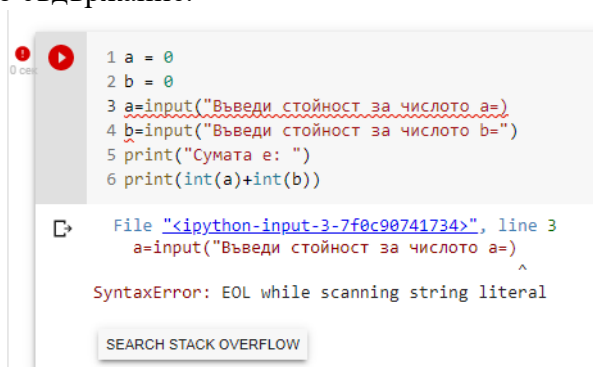 0 сек
1 a = 0
2 b = 0
3 a=input("Въведи стойност за числото a=)
4 b=input("Въведи стойност за числото b=")
5 print("Сумата е: ")
6 print(int(a)+int(b))
File "<ipython-input-3-7f0c90741734>", line 3
a=input("Въведи стойност за числото a=)
^
SyntaxError: EOL while scanning string literal
SEARCH STACK OVERFLOW